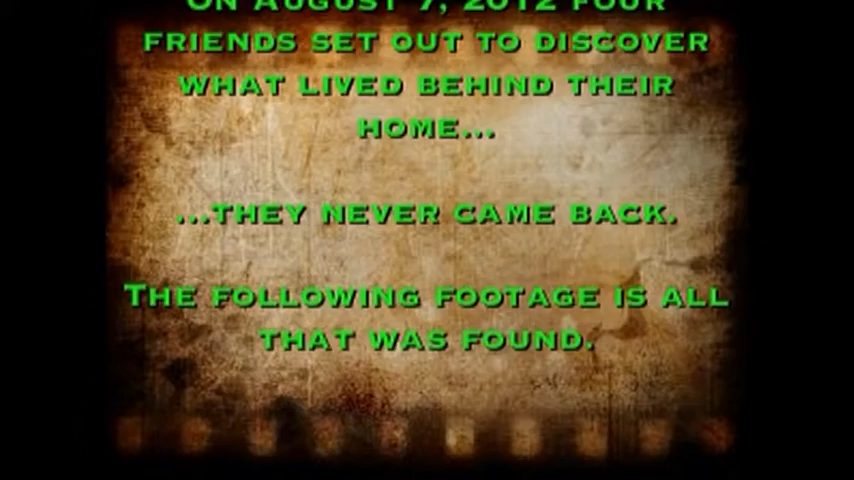 On August 7, 2012 four
friends set out to discover
what lived behind their
home...
...they never came back.
The following footage is all
that was found.